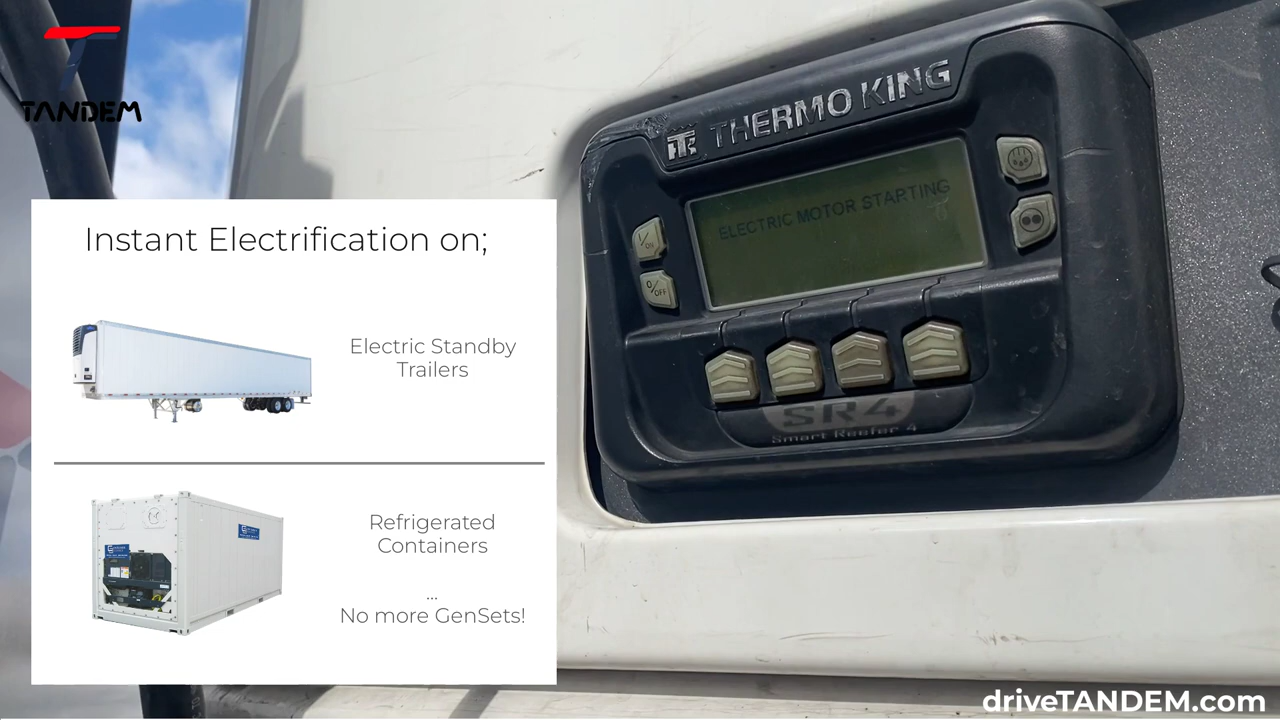 TANDEM
Instant Electrification on;
Electric Standby
Trailers
Refrigerated
Containers
...
No more GenSets!
THERMO KING
ELECTRIC MOTOR STARTING
I/ON
O/OFF
SR4
Smart Reefer 4
driveTANDEM.com